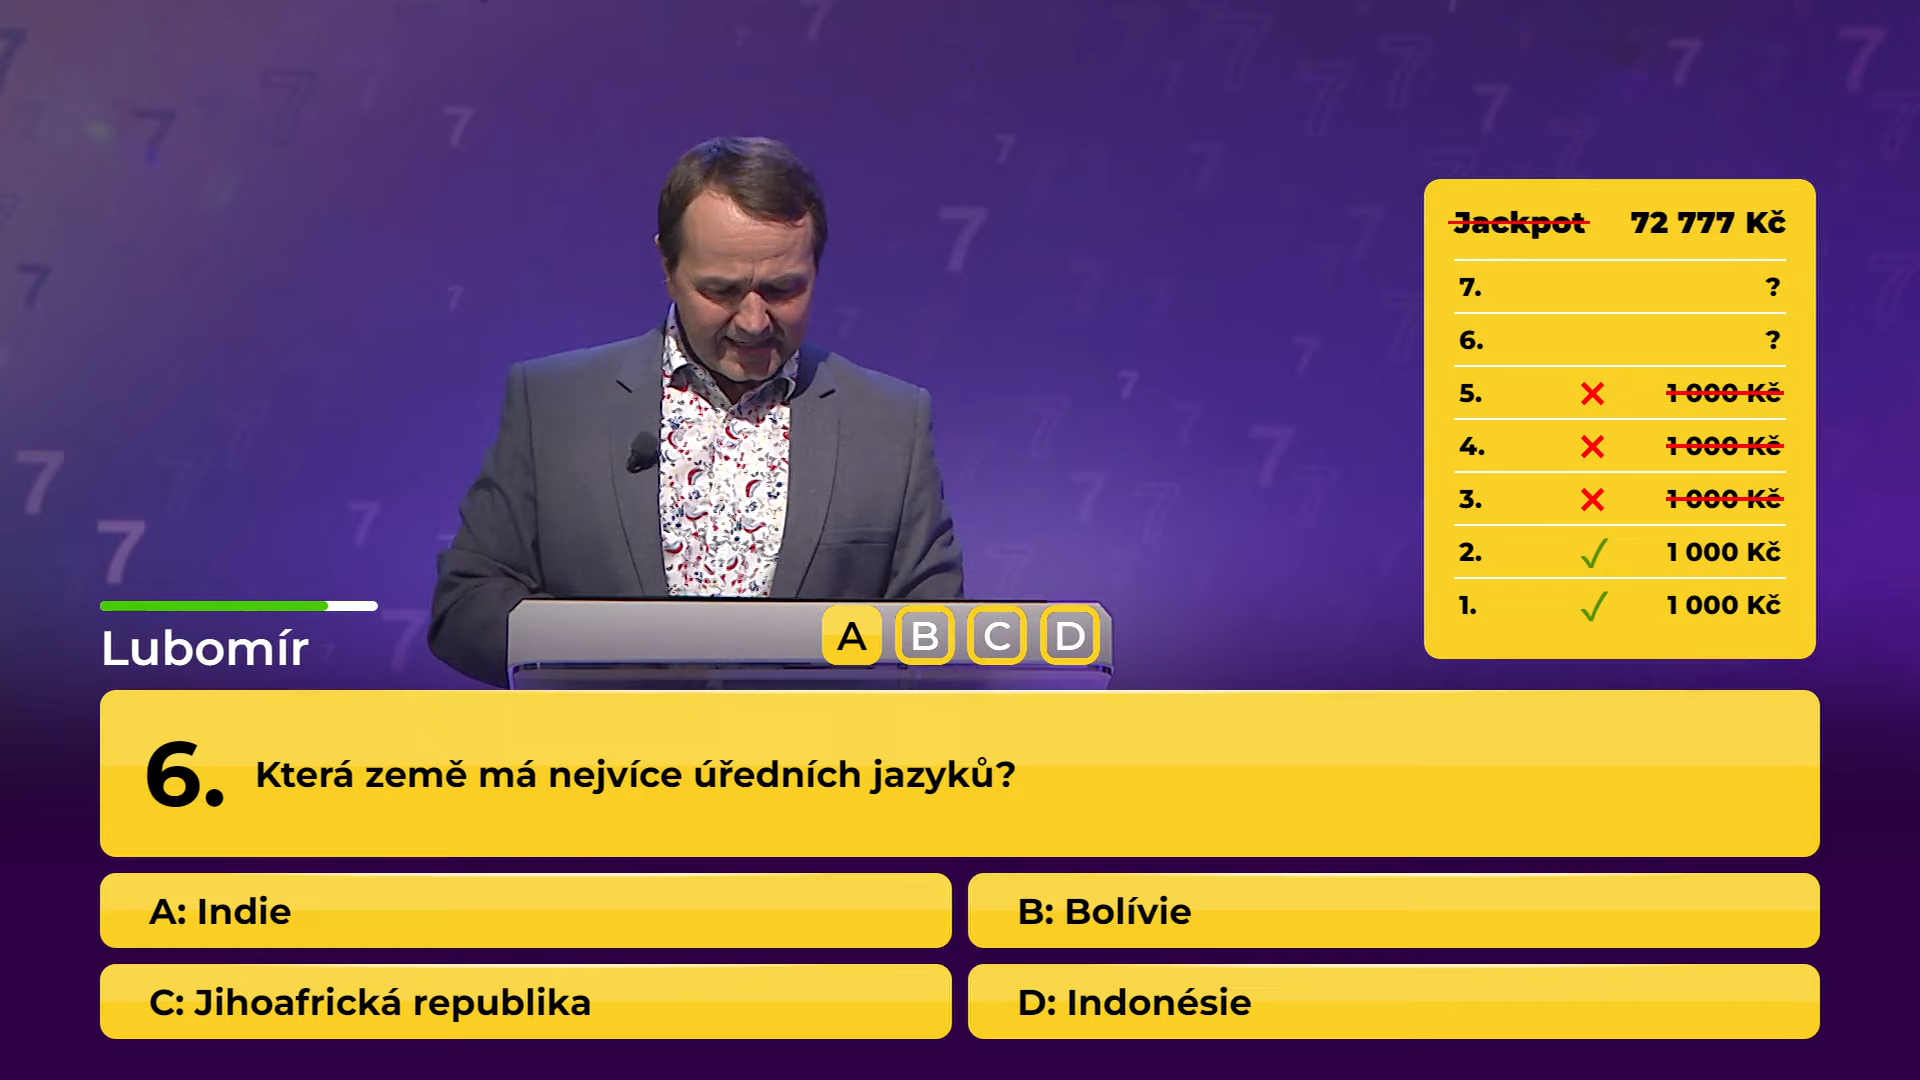 Jackpot 72 777 Kč
7. ?
6. ?
5. 1 000 Kč
4. 1 000 Kč
3. 1 000 Kč
2. 1 000 Kč
1. 1 000 Kč
Lubomír
A B C D
6. Která země má nejvíce úředních jazyků?
A: Indie
B: Bolívie
C: Jihoafrická republika
D: Indonésie